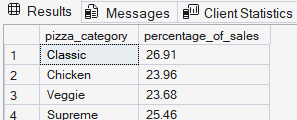 Results Messages Client Statistics
pizza_category percentage_of_sales
1 Classic 26.91
2 Chicken 23.96
3 Veggie 23.68
4 Supreme 25.46